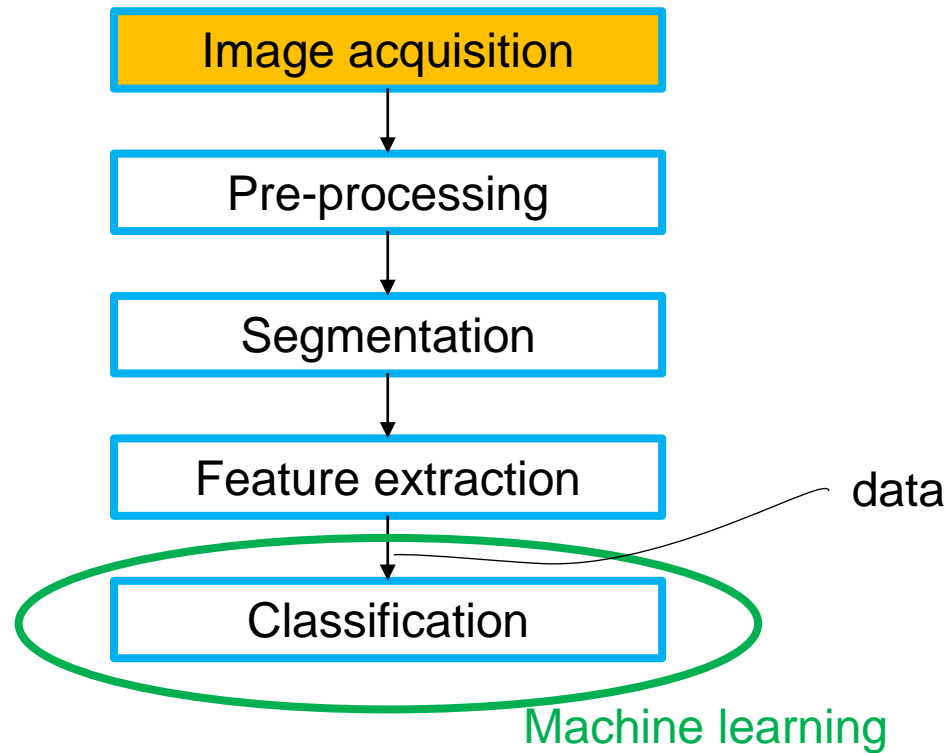 Image acquisition
Pre-processing
Segmentation
Feature extraction
data
Classification
Machine learning